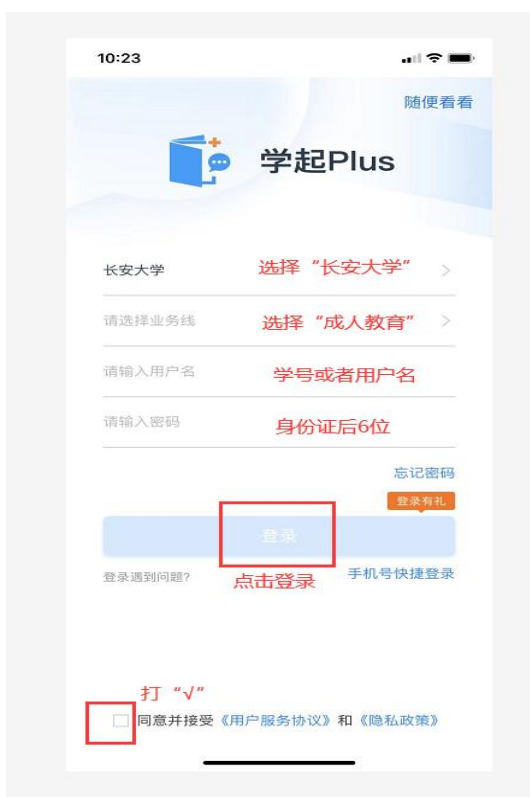 10:23
随便看看
学起Plus
长安大学 选择“长安大学”
请选择业务线 选择“成人教育”
请输入用户名 学号或者用户名
请输入密码 身份证后6位
忘记密码
登录有礼
登录
登录遇到问题? 点击登录 手机号快捷登录
打“√”
同意并接受《用户服务协议》和《隐私政策》